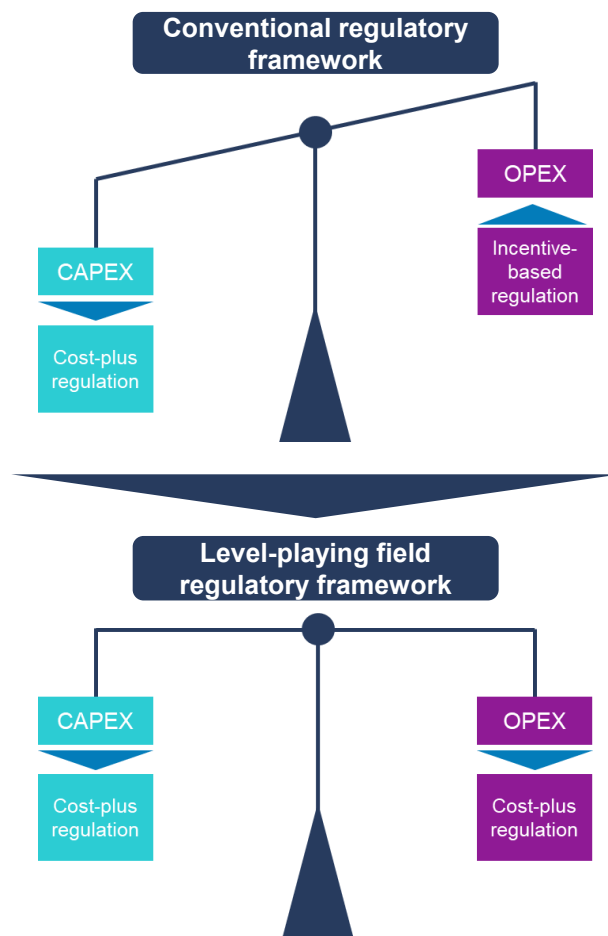 Conventional regulatory
framework
OPEX
Incentive-
based
regulation
CAPEX
Cost-plus
regulation
Level-playing field
regulatory framework
CAPEX
OPEX
Cost-plus
regulation
Cost-plus
regulation